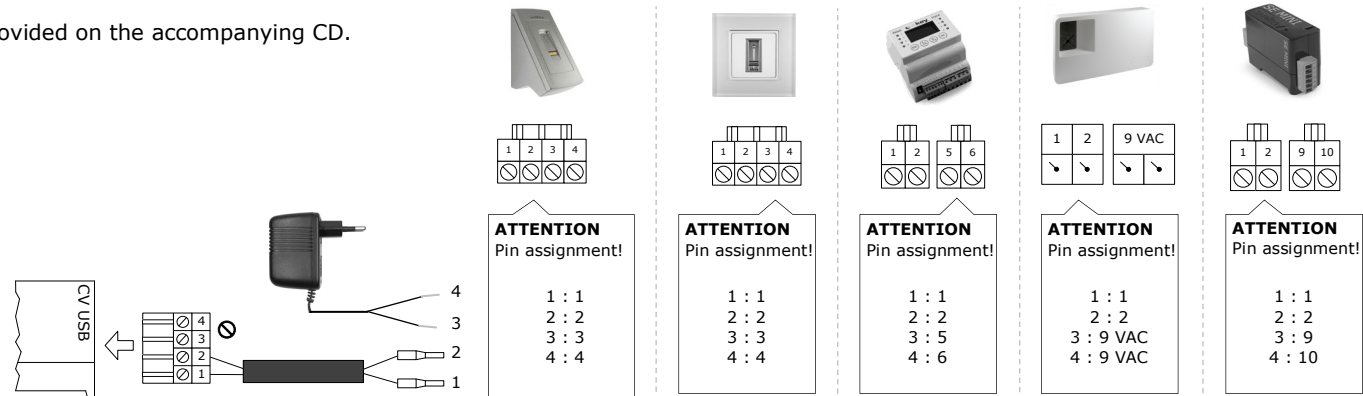 ovided on the accompanying CD.
1 2 3 4
1 2 3 4
1 2 5 6
1 2 9 VAC
1 2 9 10
SE MINI
ATTENTION
Pin assignment!
1 : 1
2 : 2
3 : 3
4 : 4
ATTENTION
Pin assignment!
1 : 1
2 : 2
3 : 3
4 : 4
ATTENTION
Pin assignment!
1 : 1
2 : 2
3 : 5
4 : 6
ATTENTION
Pin assignment!
1 : 1
2 : 2
3 : 9 VAC
4 : 9 VAC
ATTENTION
Pin assignment!
1 : 1
2 : 2
3 : 9
4 : 10
CV USB
4
3
2
1
4
3
2
1